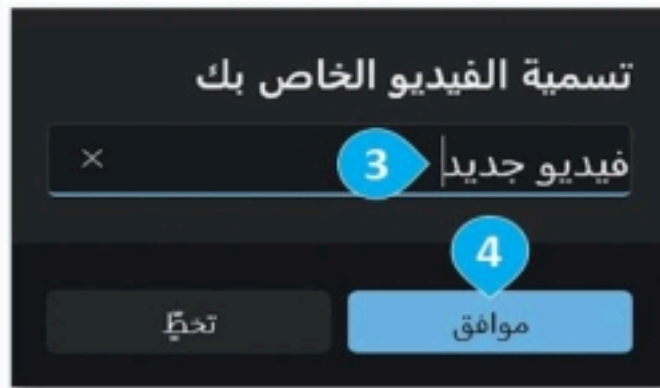 تسمية الفيديو الخاص بك
فيديو جديد 3 ×
4
موافق تخطٍّ